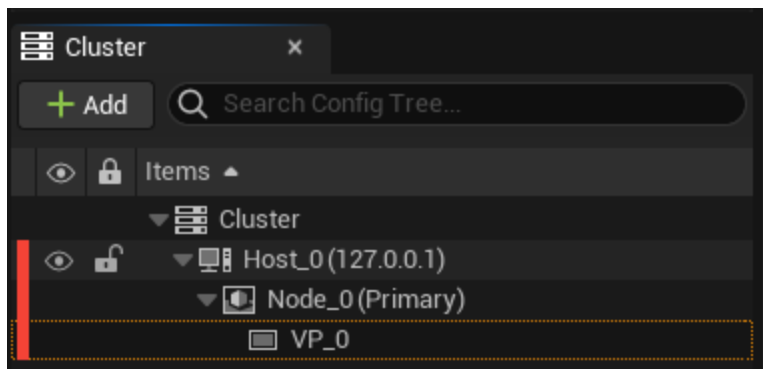 Cluster
Add Search Config Tree...
Items
Cluster
Host_0 (127.0.0.1)
Node_0 (Primary)
VP_0